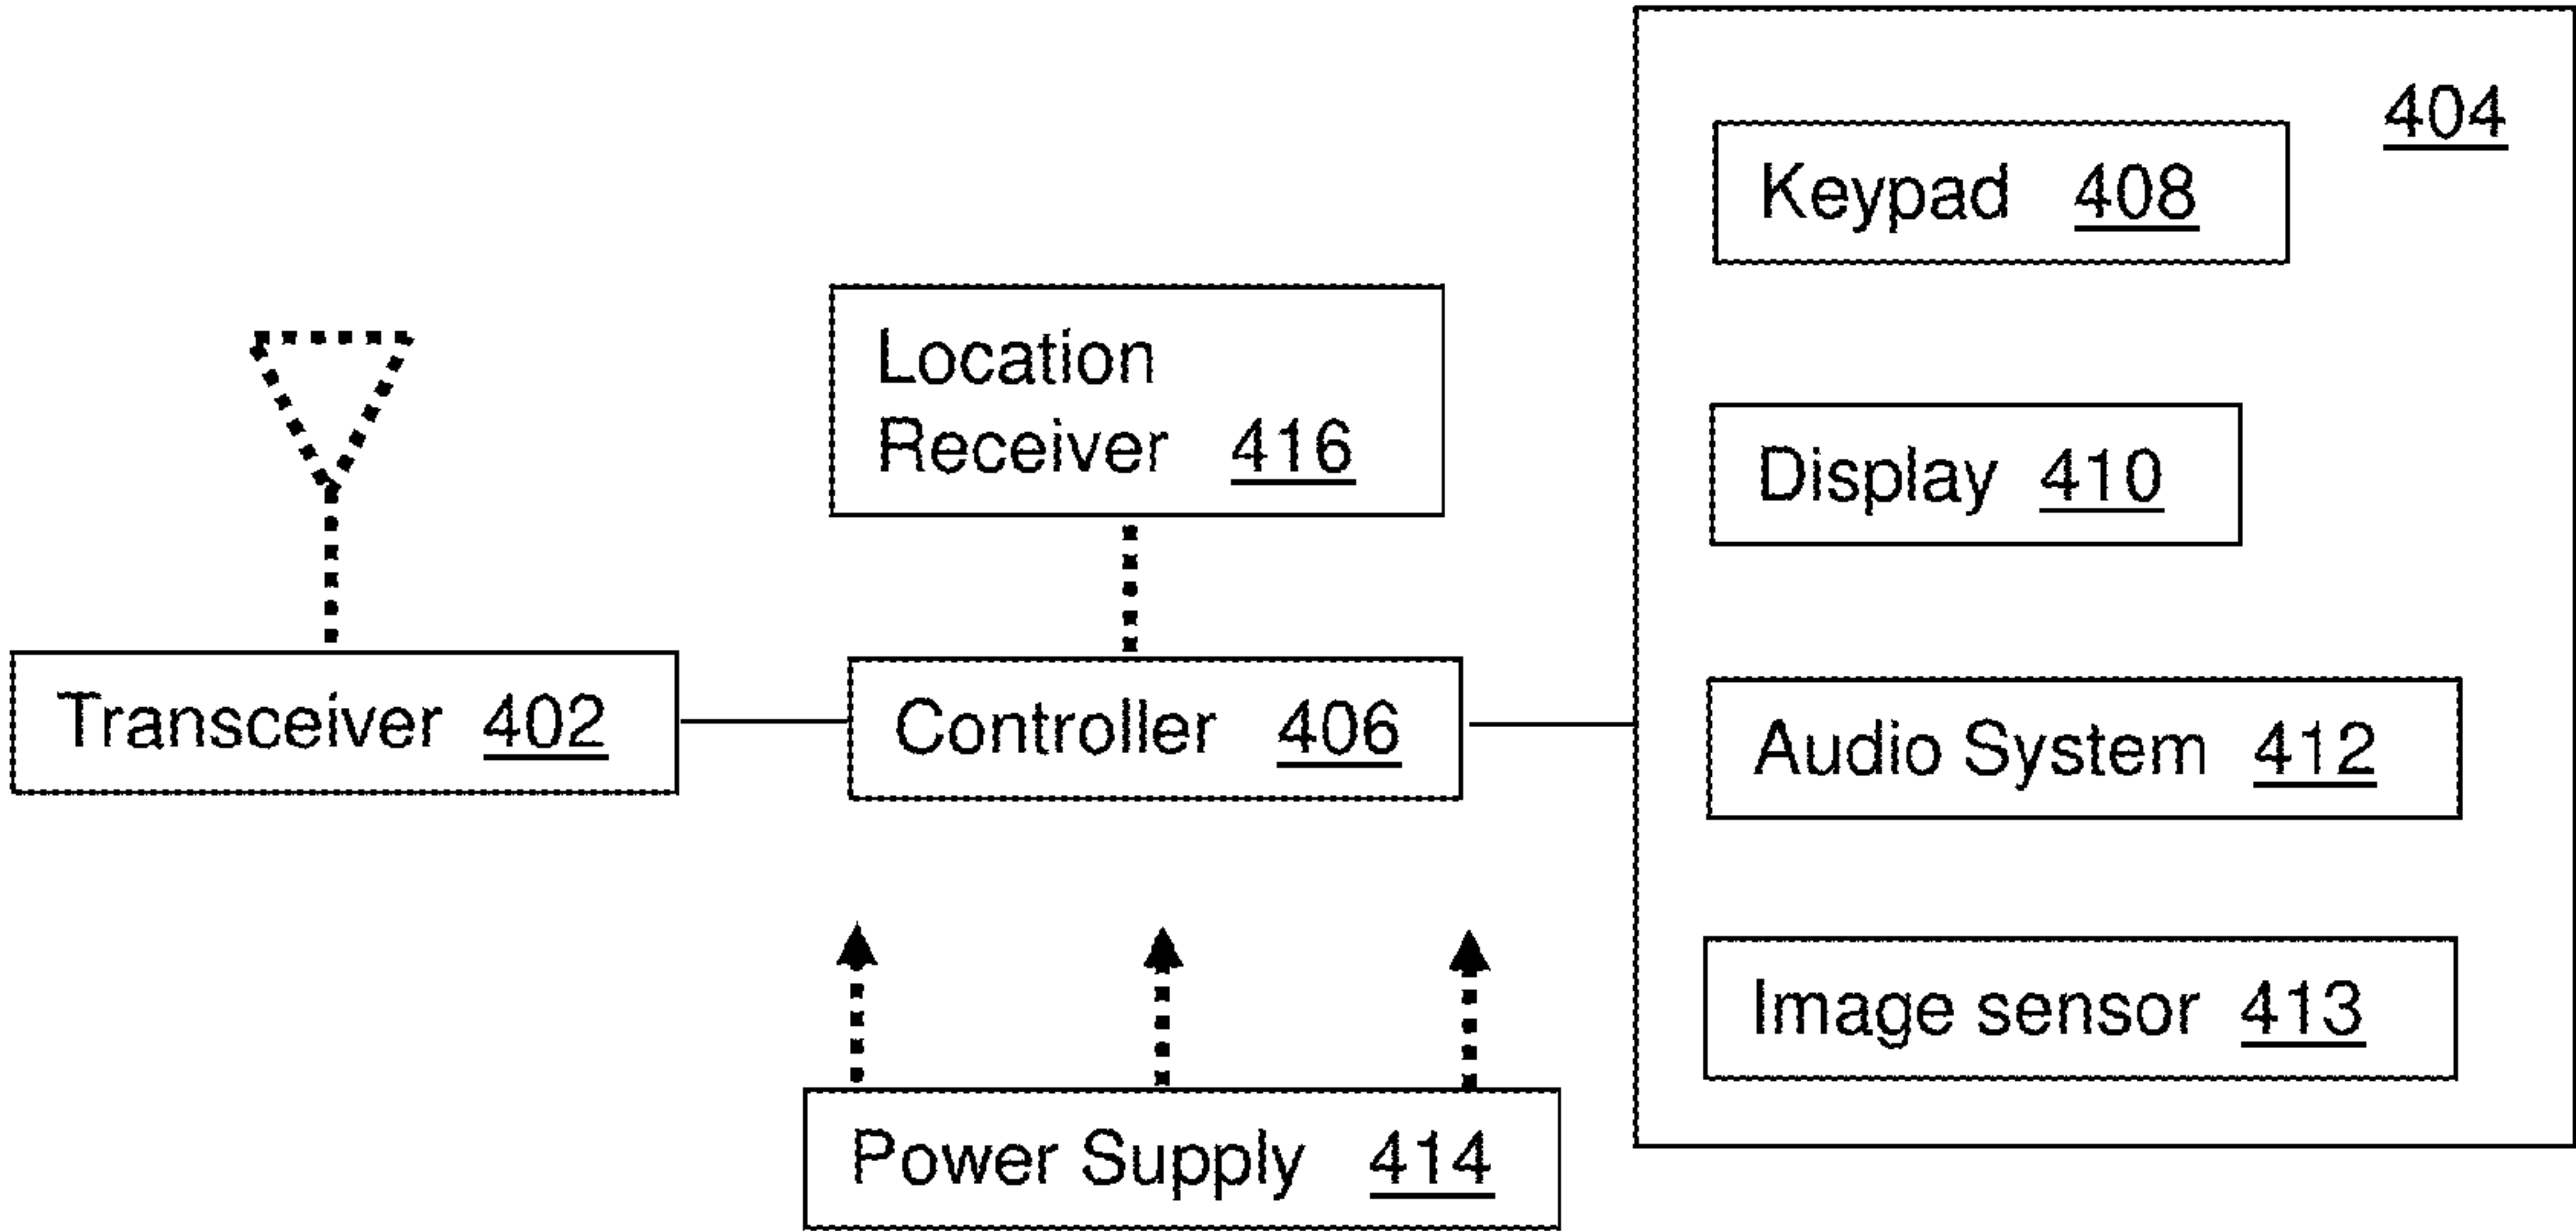 404
Keypad 408
Location
Receiver 416
Display 410
Transceiver 402
Controller 406
Audio System 412
Image sensor 413
Power Supply 414